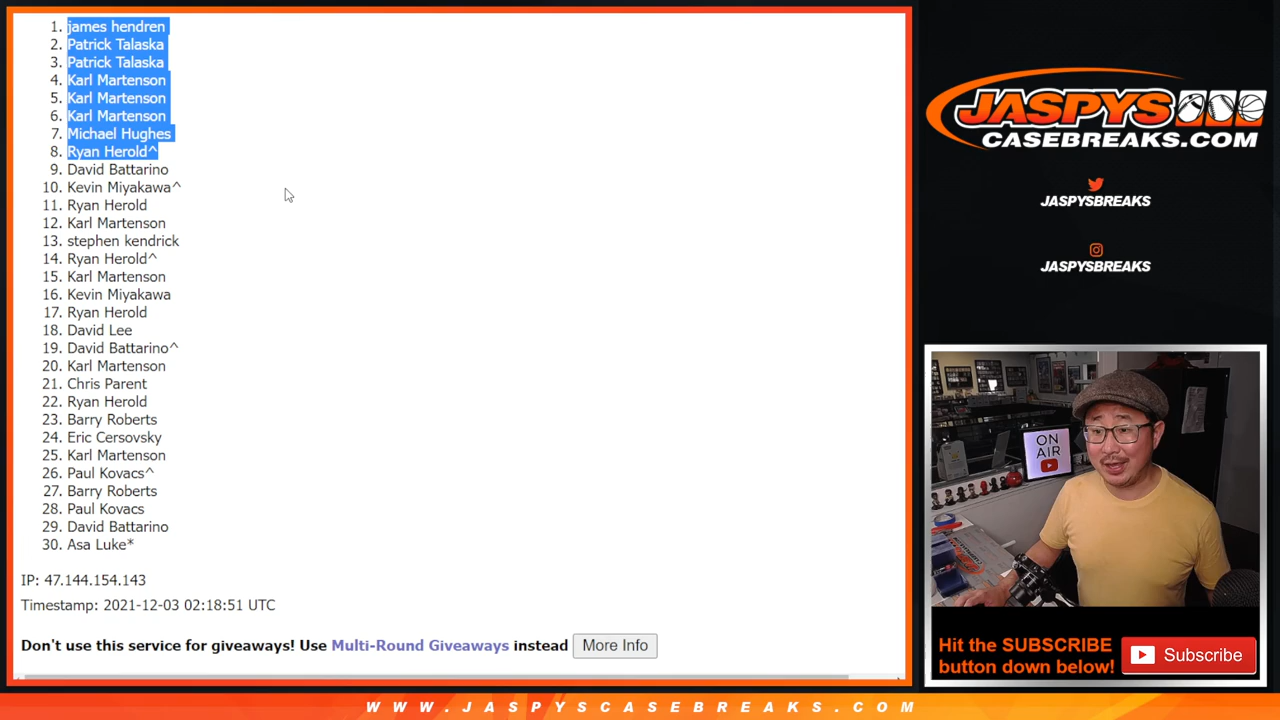 1. james hendren
2. Patrick Talaska
3. Patrick Talaska
4. Karl Martenson
5. Karl Martenson
6. Karl Martenson
7. Michael Hughes
8. Ryan Herold^
9. David Battarino
10. Kevin Miyakawa^
11. Ryan Herold
12. Karl Martenson
13. stephen kendrick
14. Ryan Herold^
15. Karl Martenson
16. Kevin Miyakawa
17. Ryan Herold
18. David Lee
19. David Battarino^
20. Karl Martenson
21. Chris Parent
22. Ryan Herold
23. Barry Roberts
24. Eric Cersovsky
25. Karl Martenson
26. Paul Kovacs^
27. Barry Roberts
28. Paul Kovacs
29. David Battarino
30. Asa Luke*
IP: 47.144.154.143
Timestamp: 2021-12-03 02:18:51 UTC
Don't use this service for giveaways! Use Multi-Round Giveaways instead More Info
JASPYS
CASEBREAKS.COM
JASPYSBREAKS
JASPYSBREAKS
ON
AIR
Hit the SUBSCRIBE
button down below!
Subscribe
WWW.JASPYSCASEBREAKS.COM